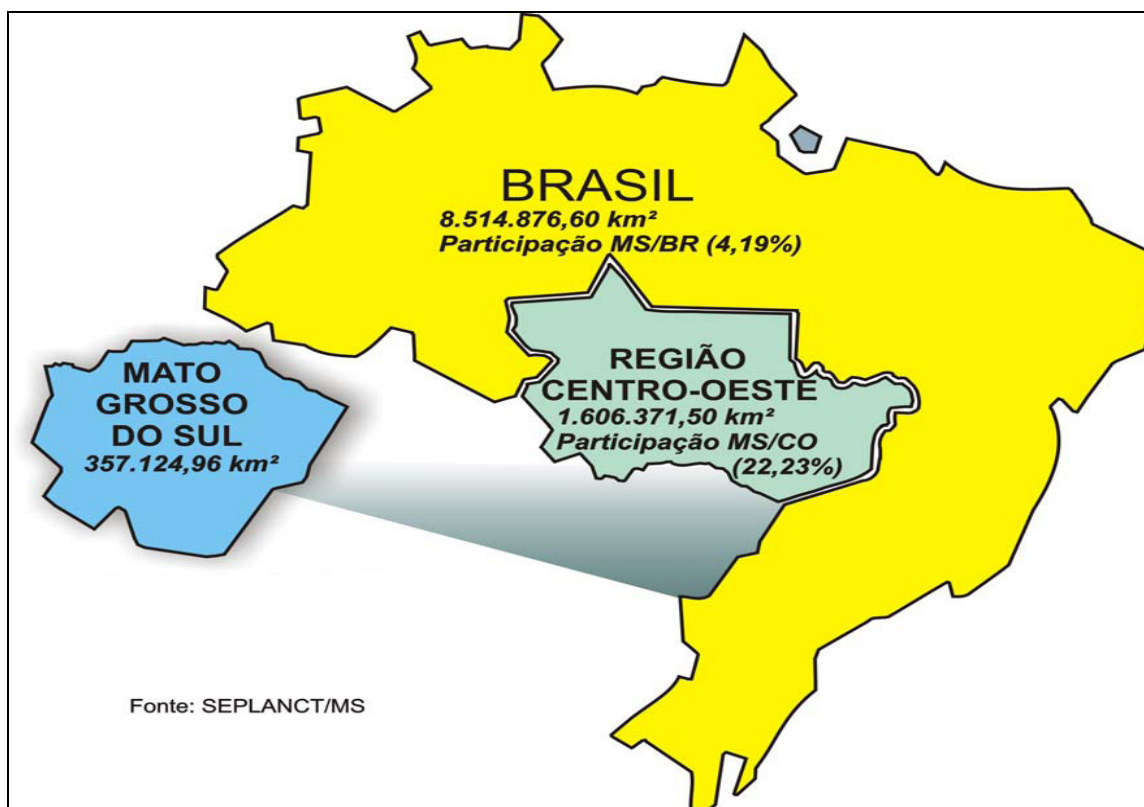 BRASIL
8.514.876,60 km²
Participação MS/BR (4,19%)
REGIÃO
CENTRO-OESTE
1.606.371,50 km²
Participação MS/CO
(22,23%)
MATO
GROSSO
DO SUL
357.124,96 km²
Fonte: SEPLANCT/MS